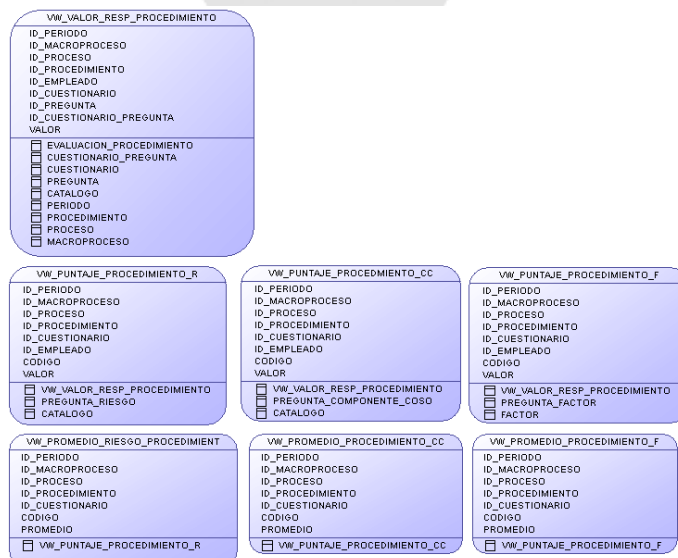 VW_VALOR_RESP_PROCEDIMIENTO
ID_PERIODO
ID_MACROPROCESO
ID_PROCESO
ID_PROCEDIMIENTO
ID_EMPLEADO
ID_CUESTIONARIO
ID_PREGUNTA
ID_CUESTIONARIO_PREGUNTA
VALOR
EVALUACION_PROCEDIMIENTO
CUESTIONARIO_PREGUNTA
CUESTIONARIO
PREGUNTA
CATALOGO
PERIODO
PROCEDIMIENTO
PROCESO
MACROPROCESO
VW_PUNTAJE_PROCEDIMIENTO_R
ID_PERIODO
ID_MACROPROCESO
ID_PROCESO
ID_PROCEDIMIENTO
ID_CUESTIONARIO
ID_EMPLEADO
CODIGO
VALOR
VW_VALOR_RESP_PROCEDIMIENTO
PREGUNTA_RIESGO
CATALOGO
VW_PUNTAJE_PROCEDMIENTO_CC
ID_PERIODO
ID_MACROPROCESO
ID_PROCESO
ID_PROCEDIMIENTO
ID_CUESTIONARIO
ID_EMPLEADO
CODIGO
VALOR
VW_VALOR_RESP_PROCEDIMIENTO
PREGUNTA_COMPONENTE_COSO
CATALOGO
VW_PUNTAJE_PROCEDIMIENTO_F
ID_PERIODO
ID_MACROPROCESO
ID_PROCESO
ID_PROCEDIMIENTO
ID_CUESTIONARIO
ID_EMPLEADO
CODIGO
VALOR
VW_VALOR_RESP_PROCEDIMIENTO
PREGUNTA_FACTOR
FACTOR
VW_PROMEDIO_RIESGO_PROCEDIMIENT
ID_PERIODO
ID_MACROPROCESO
ID_PROCESO
ID_PROCEDIMIENTO
ID_CUESTIONARIO
CODIGO
PROMEDIO
VW_PUNTAJE_PROCEDIMIENTO_R
VW_PROMEDIO_PROCEDIMIENTO_CC
ID_PERIODO
ID_MACROPROCESO
ID_PROCESO
ID_PROCEDIMIENTO
ID_CUESTIONARIO
CODIGO
PROMEDIO
VW_PUNTAJE_PROCEDMIENTO_CC
VW_PROMEDIO_PROCEDIMIENTO_F
ID_PERIODO
ID_MACROPROCESO
ID_PROCESO
ID_PROCEDIMIENTO
ID_CUESTIONARIO
CODIGO
PROMEDIO
VW_PUNTAJE_PROCEDIMIENTO_F